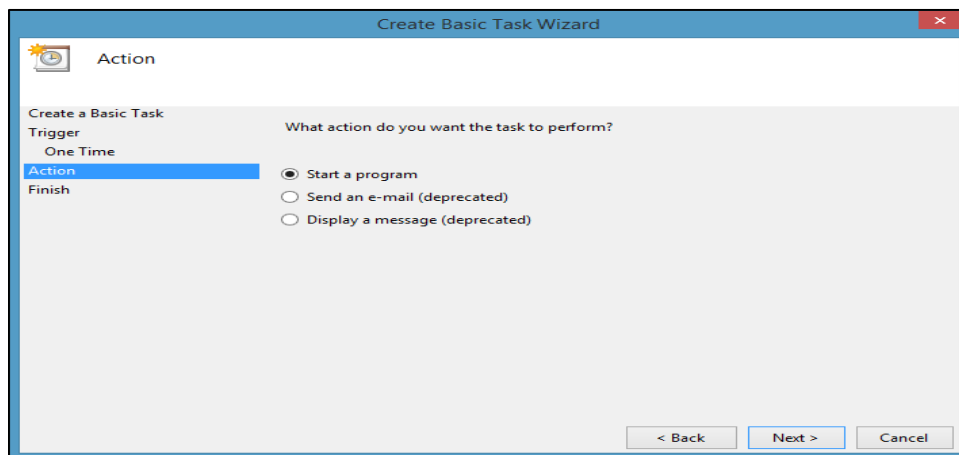 Create Basic Task Wizard
Action
Create a Basic Task
Trigger
One Time
Action
Finish
What action do you want the task to perform?
Start a program
Send an e-mail (deprecated)
Display a message (deprecated)
< Back
Next >
Cancel